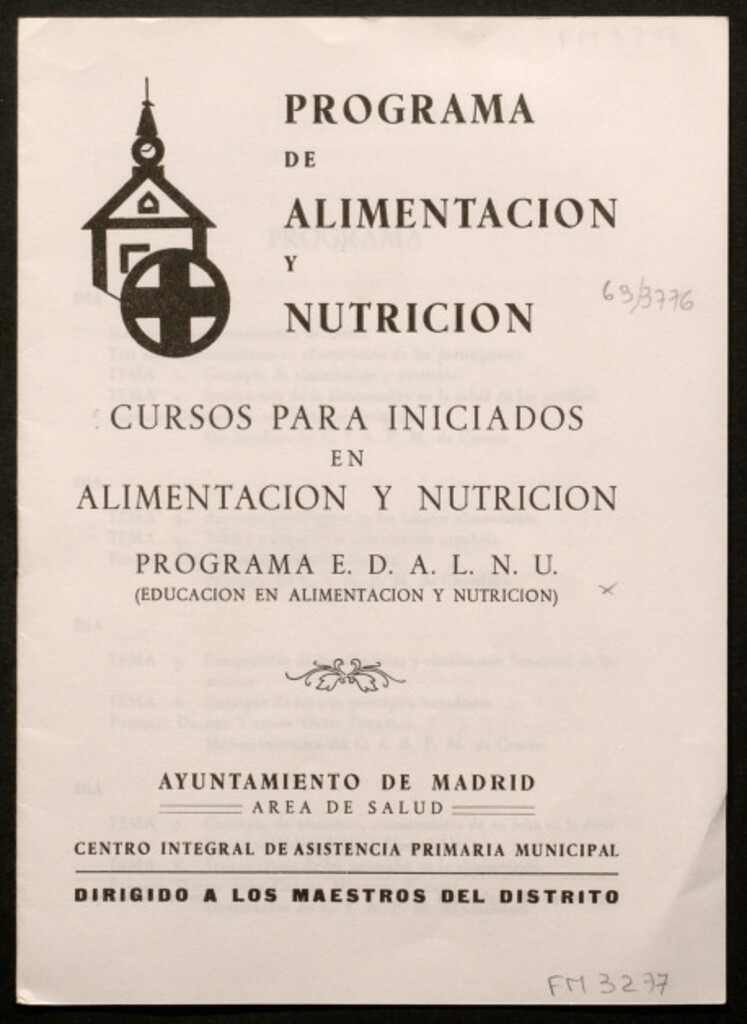 PROGRAMA
DE
ALIMENTACION
Y
NUTRICION
63/3776
CURSOS PARA INICIADOS
EN
ALIMENTACION Y NUTRICION
PROGRAMA E. D. A. L. N. U.
(EDUCACION EN ALIMENTACION Y NUTRICION)
AYUNTAMIENTO DE MADRID
AREA DE SALUD
CENTRO INTEGRAL DE ASISTENCIA PRIMARIA MUNICIPAL
DIRIGIDO A LOS MAESTROS DEL DISTRITO
FM 3277